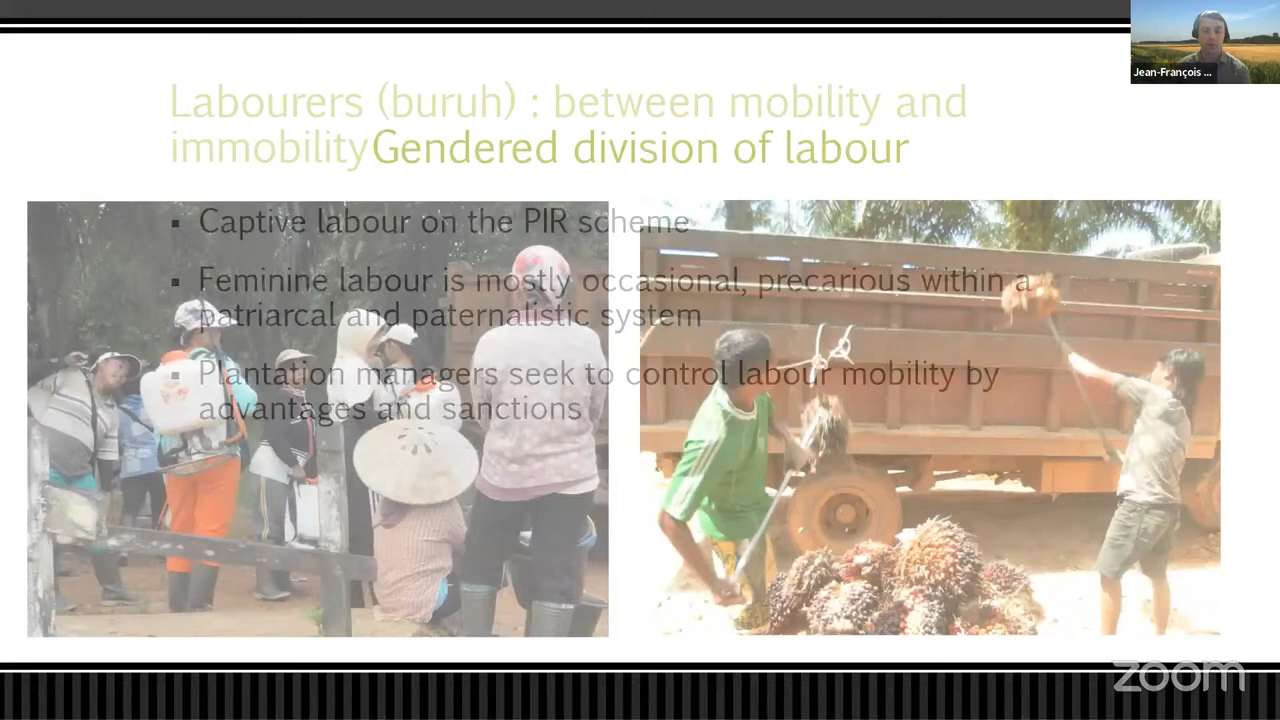 Jean-François ...
Labourers (buruh) : between mobility and
immobility
Gendered division of labour
▪ Captive labour on the PIR scheme
▪ Feminine labour is mostly occasional, precarious within a
patriarcal and paternalistic system
▪ Plantation managers seek to control labour mobility by
advantages and sanctions
zoom